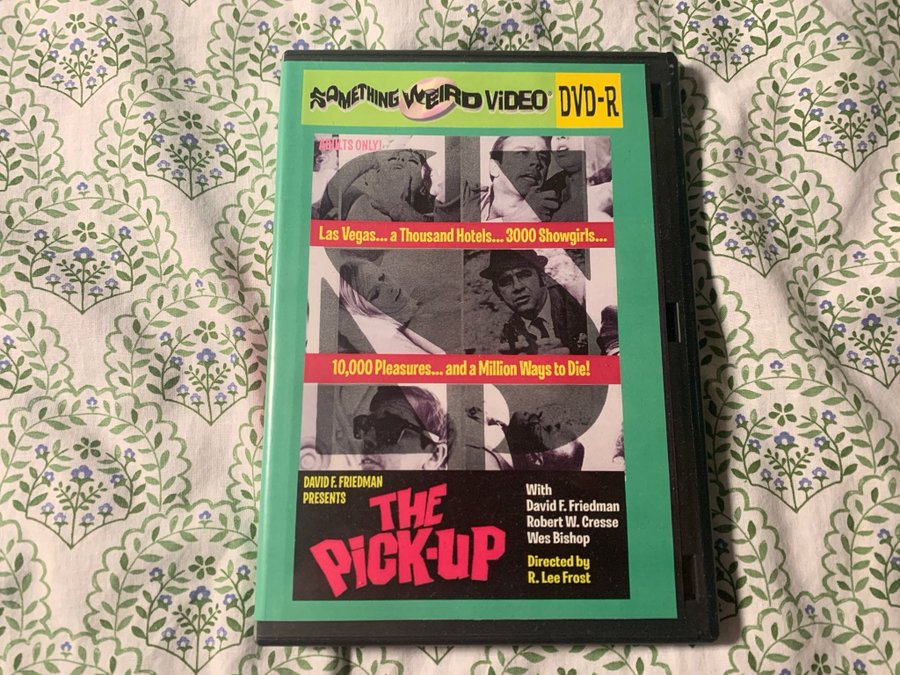 SOMETHING WEIRD VIDEO®
DVD-R
ADULTS ONLY!
Las Vegas... a Thousand Hotels... 3000 Showgirls...
10,000 Pleasures... and a Million Ways to Die!
DAVID F. FRIEDMAN
PRESENTS
THE
PiCK-UP
With
David F. Friedman
Robert W. Cresse
Wes Bishop
Directed by
R. Lee Frost